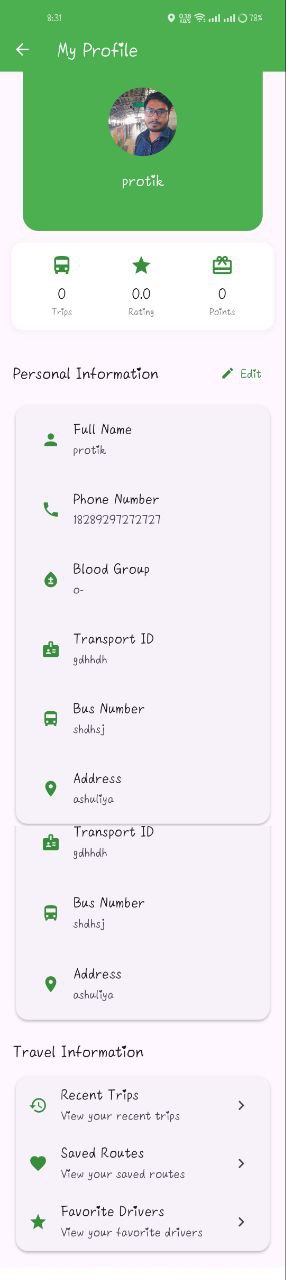 8:31
0.38
KB/S
78%
My Profile
protik
0
0.0
0
Trips
Rating
Points
Personal Information
Edit
Full Name
protik
Phone Number
18289297272727
Blood Group
o-
Transport ID
gdhhdh
Bus Number
shdhsj
Address
ashuliya
Transport ID
gdhhdh
Bus Number
shdhsj
Address
ashuliya
Travel Information
Recent Trips
View your recent trips
Saved Routes
View your saved routes
Favorite Drivers
View your favorite drivers